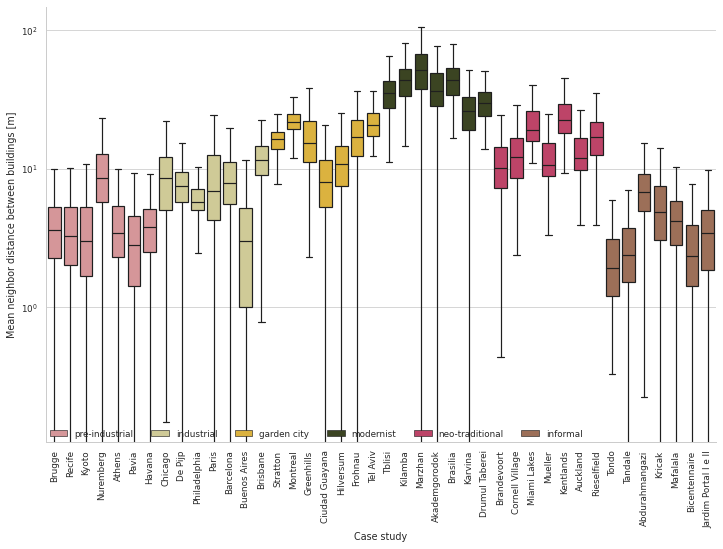 Mean neighbor distance between buildings [m]
10²
10¹
10⁰
pre-industrial
industrial
garden city
modernist
neo-traditional
informal
Brugge
Recife
Kyoto
Nuremberg
Athens
Pavia
Havana
Chicago
De Pijp
Philadelphia
Paris
Barcelona
Buenos Aires
Brisbane
Stratton
Montreal
Greenhills
Ciudad Guayana
Hilversum
Frohnau
Tel Aviv
Tblisi
Kilamba
Marzhan
Akademgorodok
Brasilia
Karvina
Drumul Taberei
Brandevoort
Cornell Village
Miami Lakes
Mueller
Kentlands
Auckland
Rieselfield
Tondo
Tandale
Abdurahmangazi
Kricak
Mafalala
Bicentennaire
Jardim Portal I e II
Case study